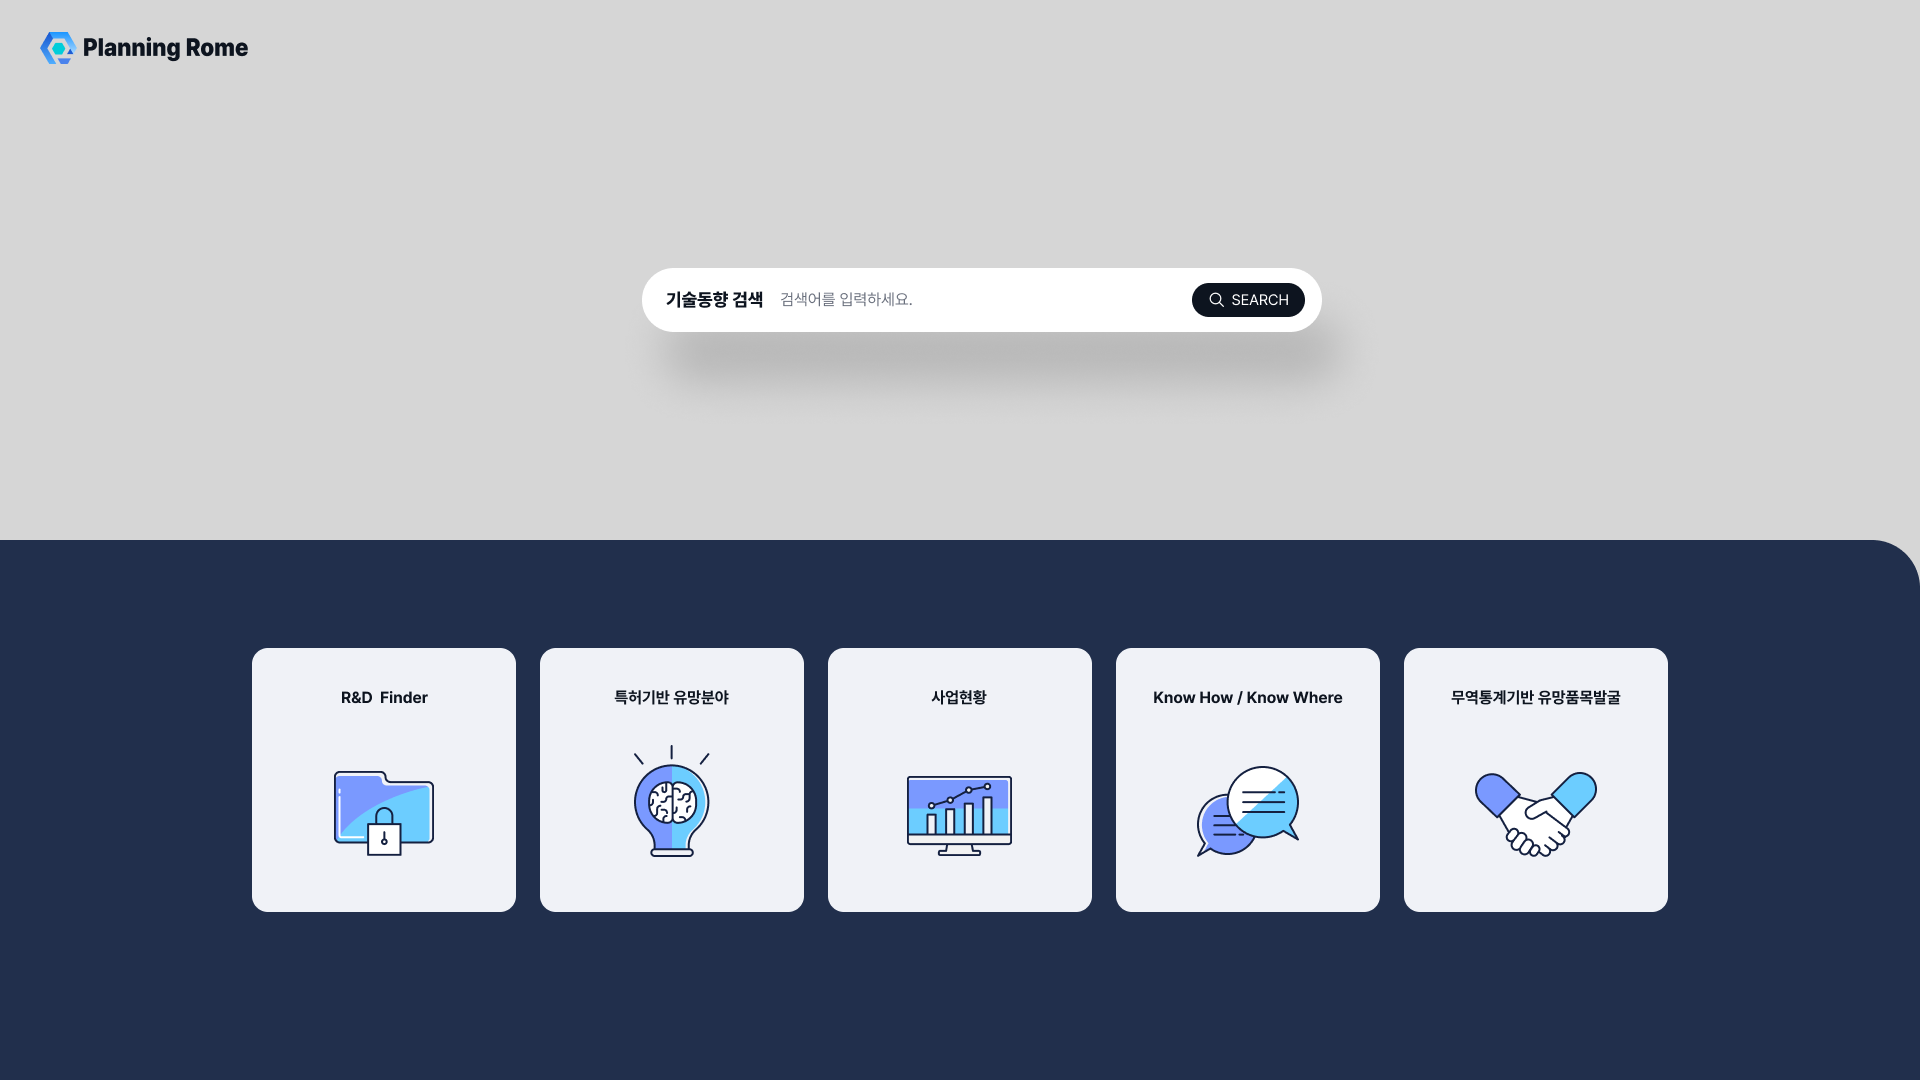 Planning Rome
기술동향 검색 검색어를 입력하세요. SEARCH
R&D Finder
특허기반 유망분야
사업현황
Know How / Know Where
무역통계기반 유망품목발굴